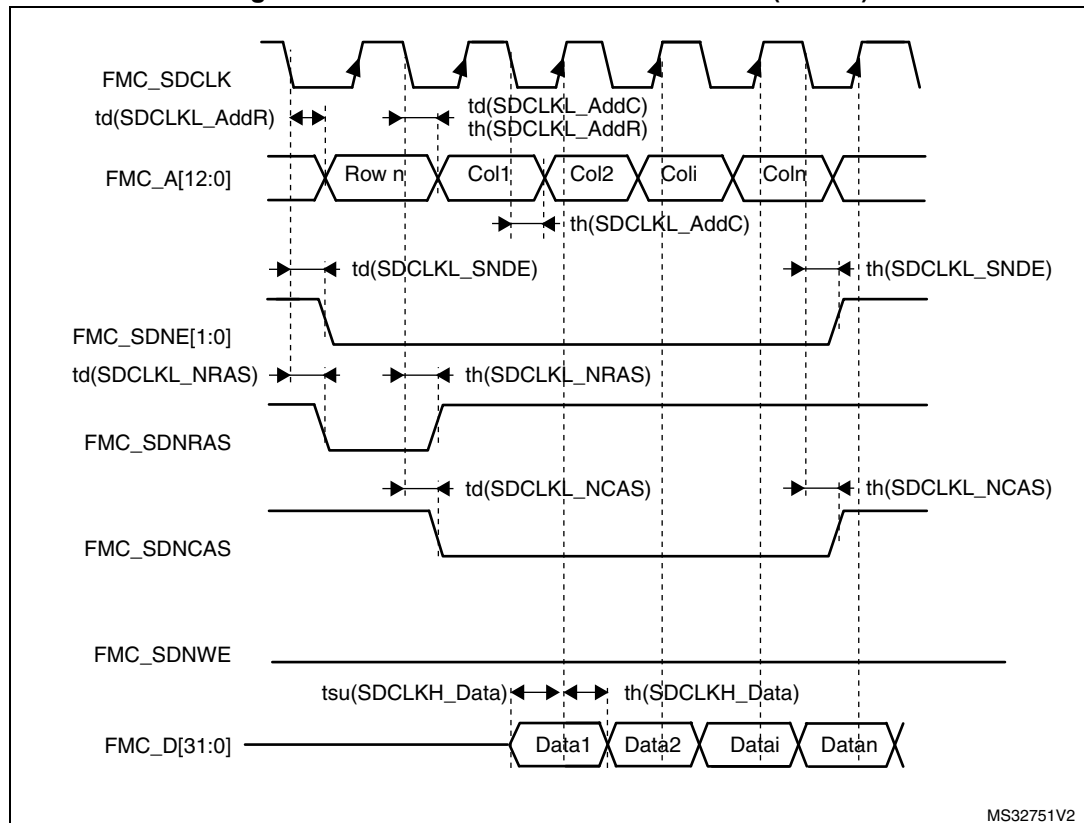 FMC_SDCLK
td(SDCLKL_AddR)
td(SDCLKL_AddC)
th(SDCLKL_AddR)
FMC_A[12:0]
Row n
Col1
Col2
Coli
Coln
th(SDCLKL_AddC)
td(SDCLKL_SNDE)
th(SDCLKL_SNDE)
FMC_SDNE[1:0]
td(SDCLKL_NRAS)
th(SDCLKL_NRAS)
FMC_SDNRAS
td(SDCLKL_NCAS)
th(SDCLKL_NCAS)
FMC_SDNCAS
FMC_SDNWE
tsu(SDCLKH_Data)
th(SDCLKH_Data)
FMC_D[31:0]
Data1
Data2
Datai
Datan
MS32751V2